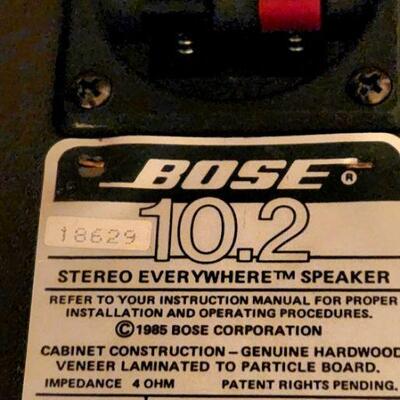 BOSE®
10.2
18629
STEREO EVERYWHERE™ SPEAKER
REFER TO YOUR INSTRUCTION MANUAL FOR PROPER
INSTALLATION AND OPERATING PROCEDURES.
©1985 BOSE CORPORATION
CABINET CONSTRUCTION – GENUINE HARDWOOD
VENEER LAMINATED TO PARTICLE BOARD.
IMPEDANCE 4 OHM PATENT RIGHTS PENDING.